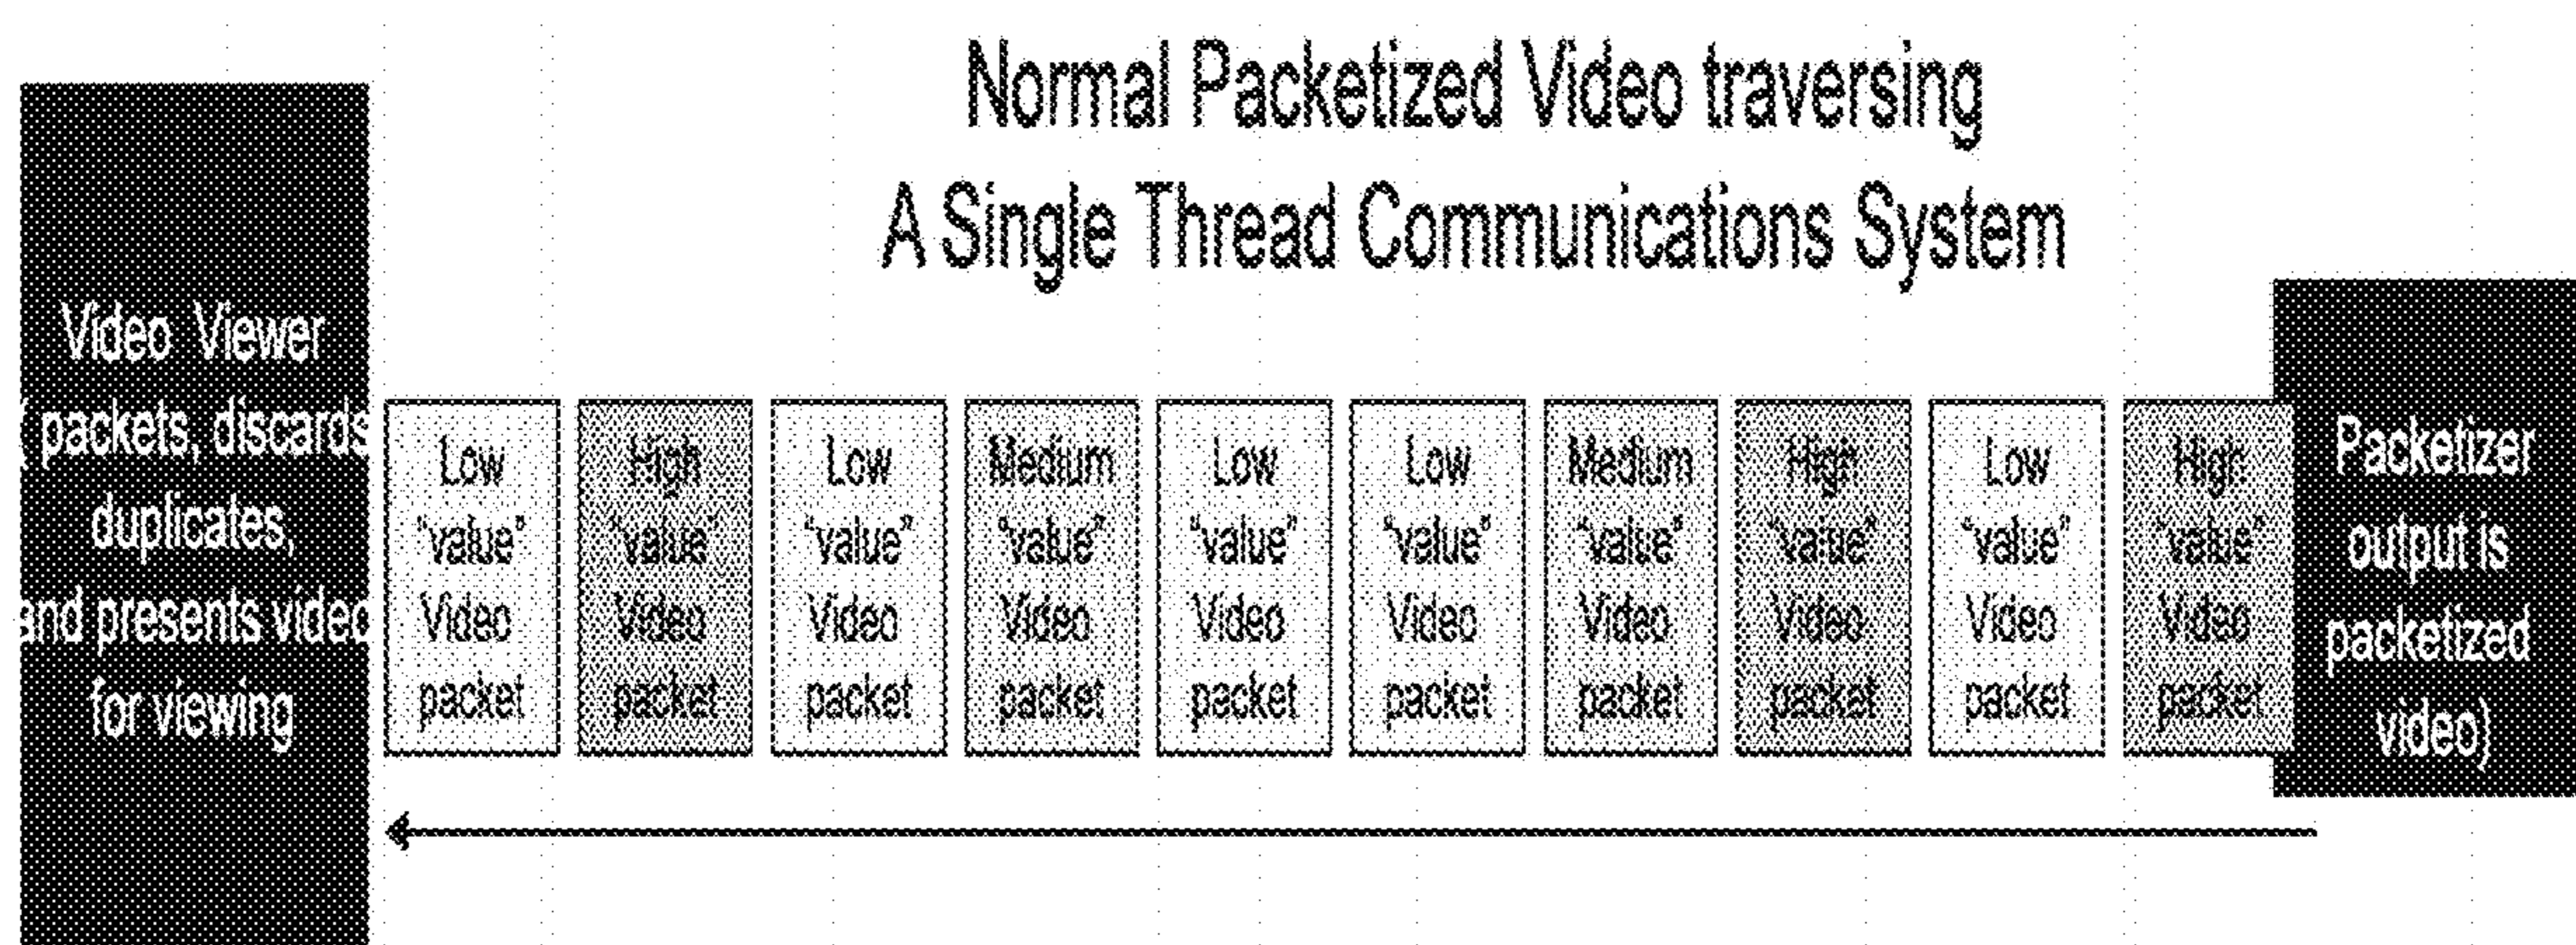 Normal Packetized Video traversing
A Single Thread Communications System
Video Viewer
( packets, discards
duplicates,
and presents video
for viewing
Low
"value"
Video
packet
High
"value"
Video
packet
Low
"value"
Video
packet
Medium
"value"
Video
packet
Low
"value"
Video
packet
Low
"value"
Video
packet
Medium
"value"
Video
packet
High
"value"
Video
packet
Low
"value"
Video
packet
High
"value"
Video
packet
Packetizer
output is
packetized
video)